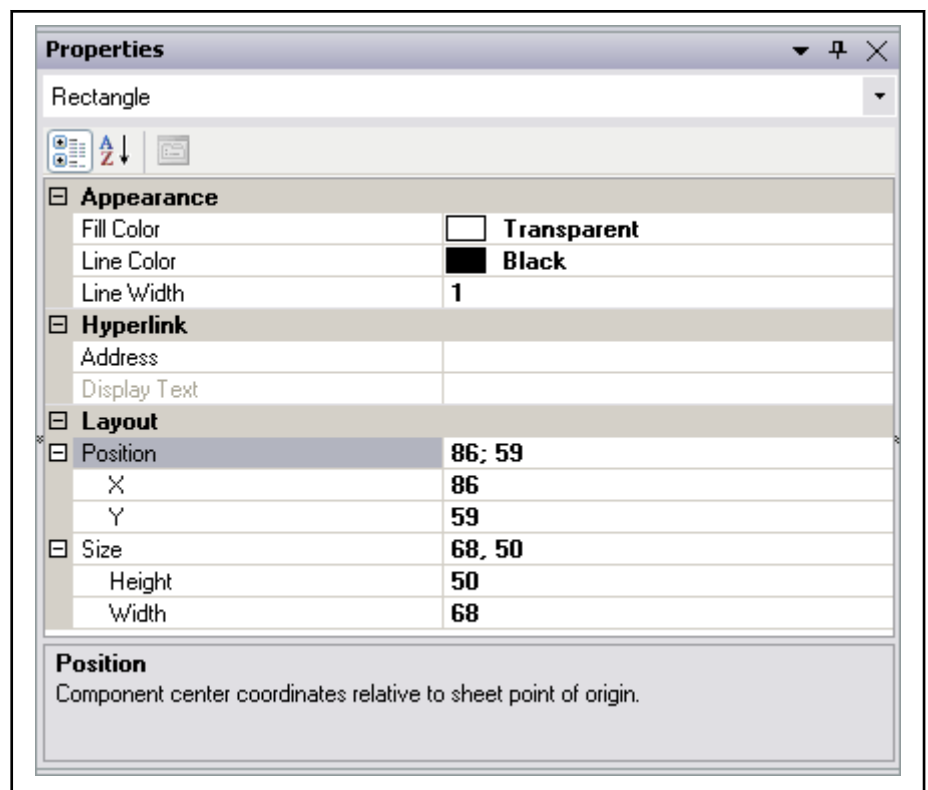 Properties
Rectangle
A
Z
Appearance
Fill Color Transparent
Line Color Black
Line Width 1
Hyperlink
Address
Display Text
Layout
Position 86; 59
X 86
Y 59
Size 68, 50
Height 50
Width 68
Position
Component center coordinates relative to sheet point of origin.